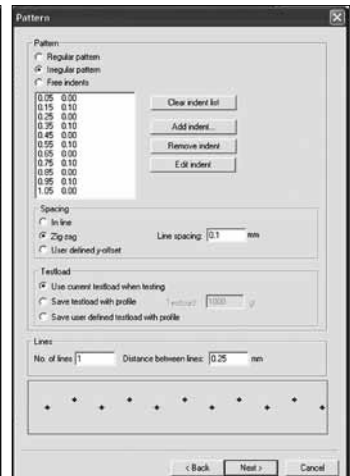 Pattern
Pattern
Regular pattern
Irregular pattern
Free indents
0.05 0.00
0.15 0.10
0.25 0.00
0.35 0.10
0.45 0.00
0.55 0.10
0.65 0.00
0.75 0.10
0.85 0.00
0.95 0.10
1.05 0.00
Clear indent list
Add indent...
Remove indent
Edit indent
Spacing
In line
Zig-zag
User defined y-offset
Line spacing: 0.1 mm
Testload
Use current testload when testing
Save testload with profile
Testload: 1000 gf
Save user defined testload with profile
Lines
No. of lines 1 Distance between lines: 0.25 mm
< Back Next > Cancel